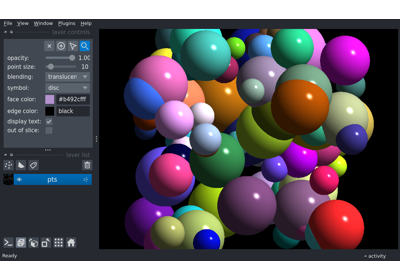 File View Window Plugins Help
layer controls
opacity: 1.00
point size: 10
blending: translucen
symbol: disc
face color: #b492cfff
edge color: black
display text:
out of slice:
layer list
pts
Ready
activity